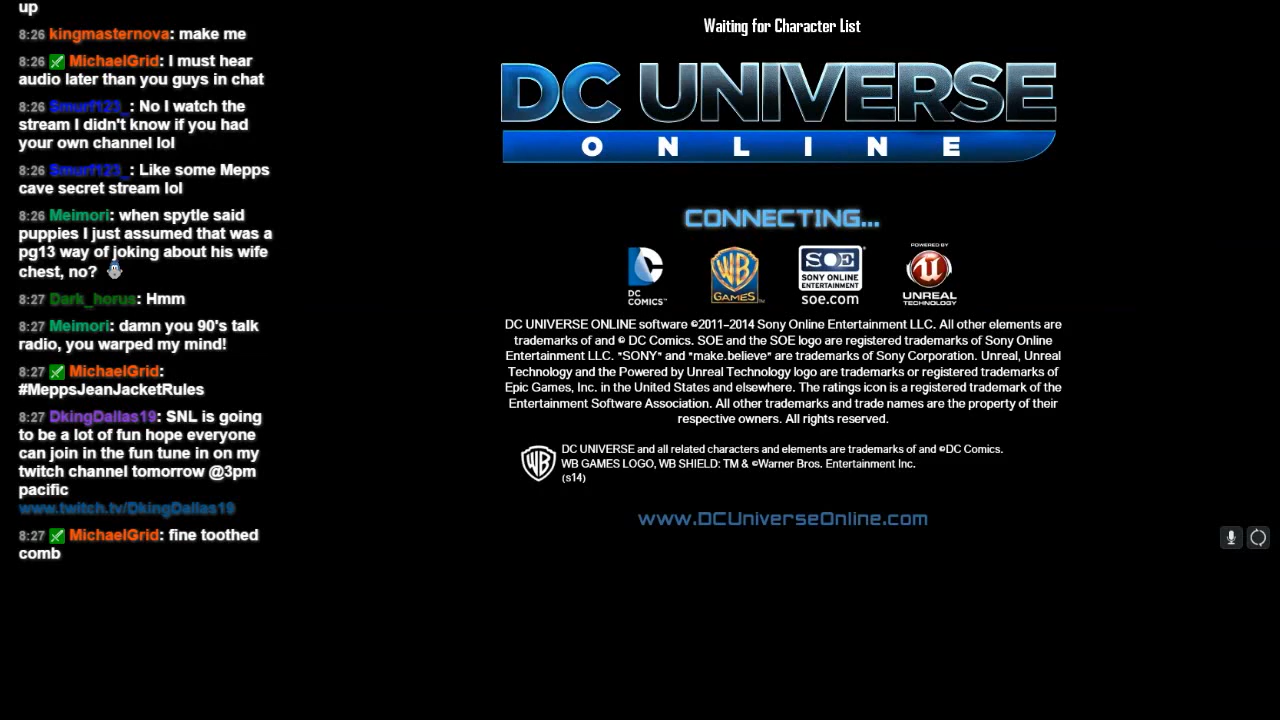 up
8:26 kingmasternova: make me
8:26 MichaelGrid: I must hear
audio later than you guys in chat
8:26 Smurf123_: No I watch the
stream I didn't know if you had
your own channel lol
8:26 Smurf123_: Like some Mepps
cave secret stream lol
8:26 Meimori: when spytle said
puppies I just assumed that was a
pg13 way of joking about his wife
chest, no?
8:27 Dark_horus: Hmm
8:27 Meimori: damn you 90's talk
radio, you warped my mind!
8:27 MichaelGrid:
#MeppsJeanJacketRules
8:27 DkingDallas19: SNL is going
to be a lot of fun hope everyone
can join in the fun tune in on my
twitch channel tomorrow @3pm
pacific
www.twitch.tv/DkingDallas19
8:27 MichaelGrid: fine toothed
comb
Waiting for Character List
DC UNIVERSE
ONLINE
CONNECTING...
DC
COMICS™
WB
GAMES™
SOE
SONY ONLINE
ENTERTAINMENT
soe.com
POWERED BY
UNREAL
TECHNOLOGY
DC UNIVERSE ONLINE software ©2011-2014 Sony Online Entertainment LLC. All other elements are
trademarks of and © DC Comics. SOE and the SOE logo are registered trademarks of Sony Online
Entertainment LLC. "SONY" and "make.believe" are trademarks of Sony Corporation. Unreal, Unreal
Technology and the Powered by Unreal Technology logo are trademarks or registered trademarks of
Epic Games, Inc. in the United States and elsewhere. The ratings icon is a registered trademark of the
Entertainment Software Association. All other trademarks and trade names are the property of their
respective owners. All rights reserved.
WB
DC UNIVERSE and all related characters and elements are trademarks of and ©DC Comics.
WB GAMES LOGO, WB SHIELD: TM & ©Warner Bros. Entertainment Inc.
(s14)
www.DCUniverseOnline.com